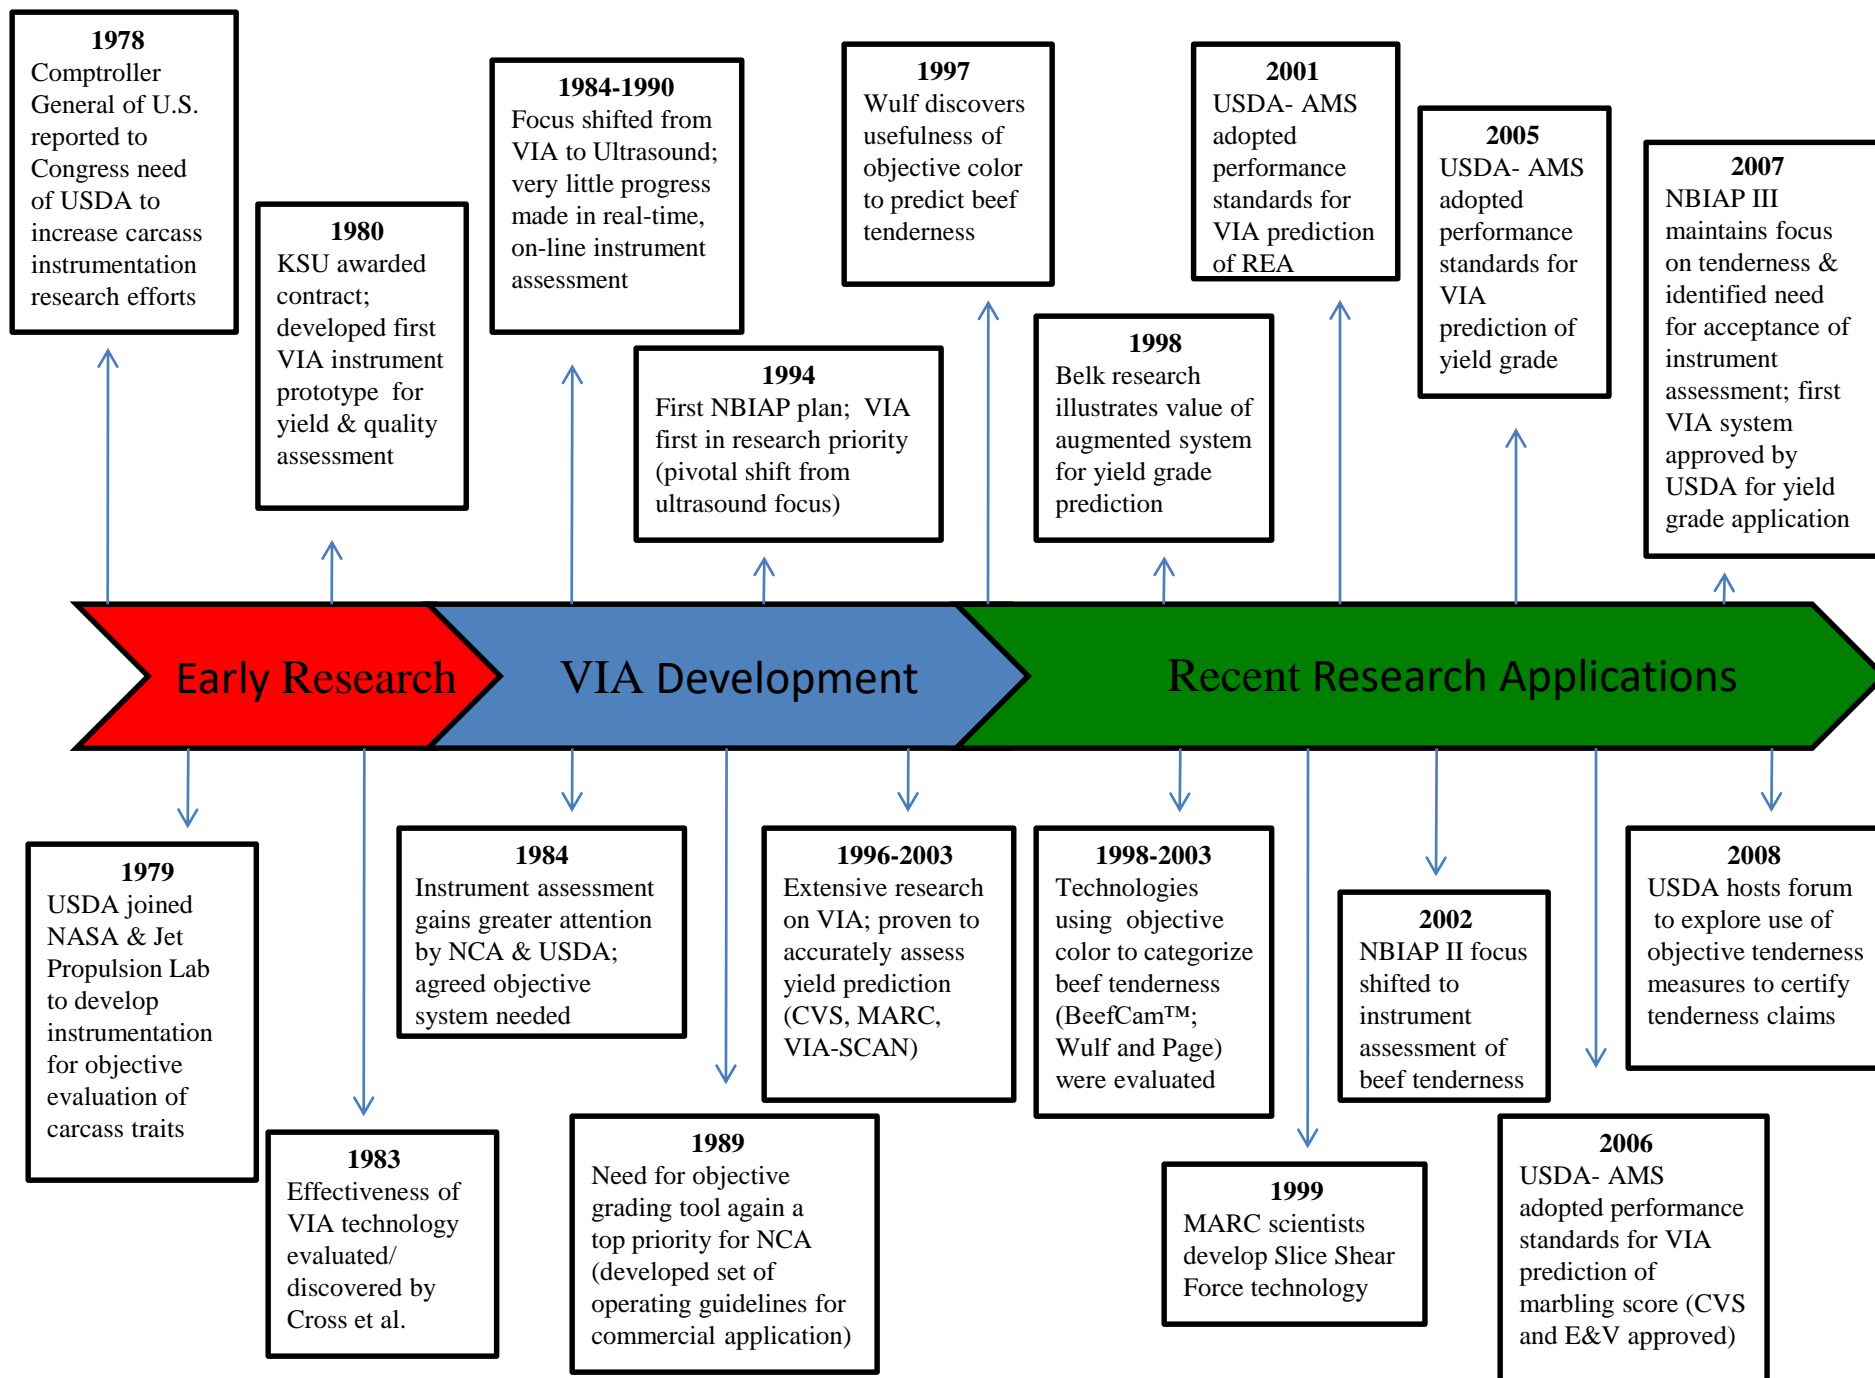 1978
Comptroller
General of U.S.
reported to
Congress need
of USDA to
increase carcass
instrumentation
research efforts
1980
KSU awarded
contract;
developed first
VIA instrument
prototype for
yield & quality
assessment
1984-1990
Focus shifted from
VIA to Ultrasound;
very little progress
made in real-time,
on-line instrument
assessment
1994
First NBIAP plan; VIA
first in research priority
(pivotal shift from
ultrasound focus)
1997
Wulf discovers
usefulness of
objective color
to predict beef
tenderness
1998
Belk research
illustrates value of
augmented system
for yield grade
prediction
2001
USDA- AMS
adopted
performance
standards for
VIA prediction
of REA
2005
USDA- AMS
adopted
performance
standards for
VIA
prediction of
yield grade
2007
NBIAP III
maintains focus
on tenderness &
identified need
for acceptance of
instrument
assessment; first
VIA system
approved by
USDA for yield
grade application
Early Research
VIA Development
Recent Research Applications
1979
USDA joined
NASA & Jet
Propulsion Lab
to develop
instrumentation
for objective
evaluation of
carcass traits
1983
Effectiveness of
VIA technology
evaluated/
discovered by
Cross et al.
1984
Instrument assessment
gains greater attention
by NCA & USDA;
agreed objective
system needed
1989
Need for objective
grading tool again a
top priority for NCA
(developed set of
operating guidelines for
commercial application)
1996-2003
Extensive research
on VIA; proven to
accurately assess
yield prediction
(CVS, MARC,
VIA-SCAN)
1998-2003
Technologies
using objective
color to categorize
beef tenderness
(BeefCam™;
Wulf and Page)
were evaluated
1999
MARC scientists
develop Slice Shear
Force technology
2002
NBIAP II focus
shifted to
instrument
assessment of
beef tenderness
2006
USDA- AMS
adopted performance
standards for VIA
prediction of
marbling score (CVS
and E&V approved)
2008
USDA hosts forum
to explore use of
objective tenderness
measures to certify
tenderness claims